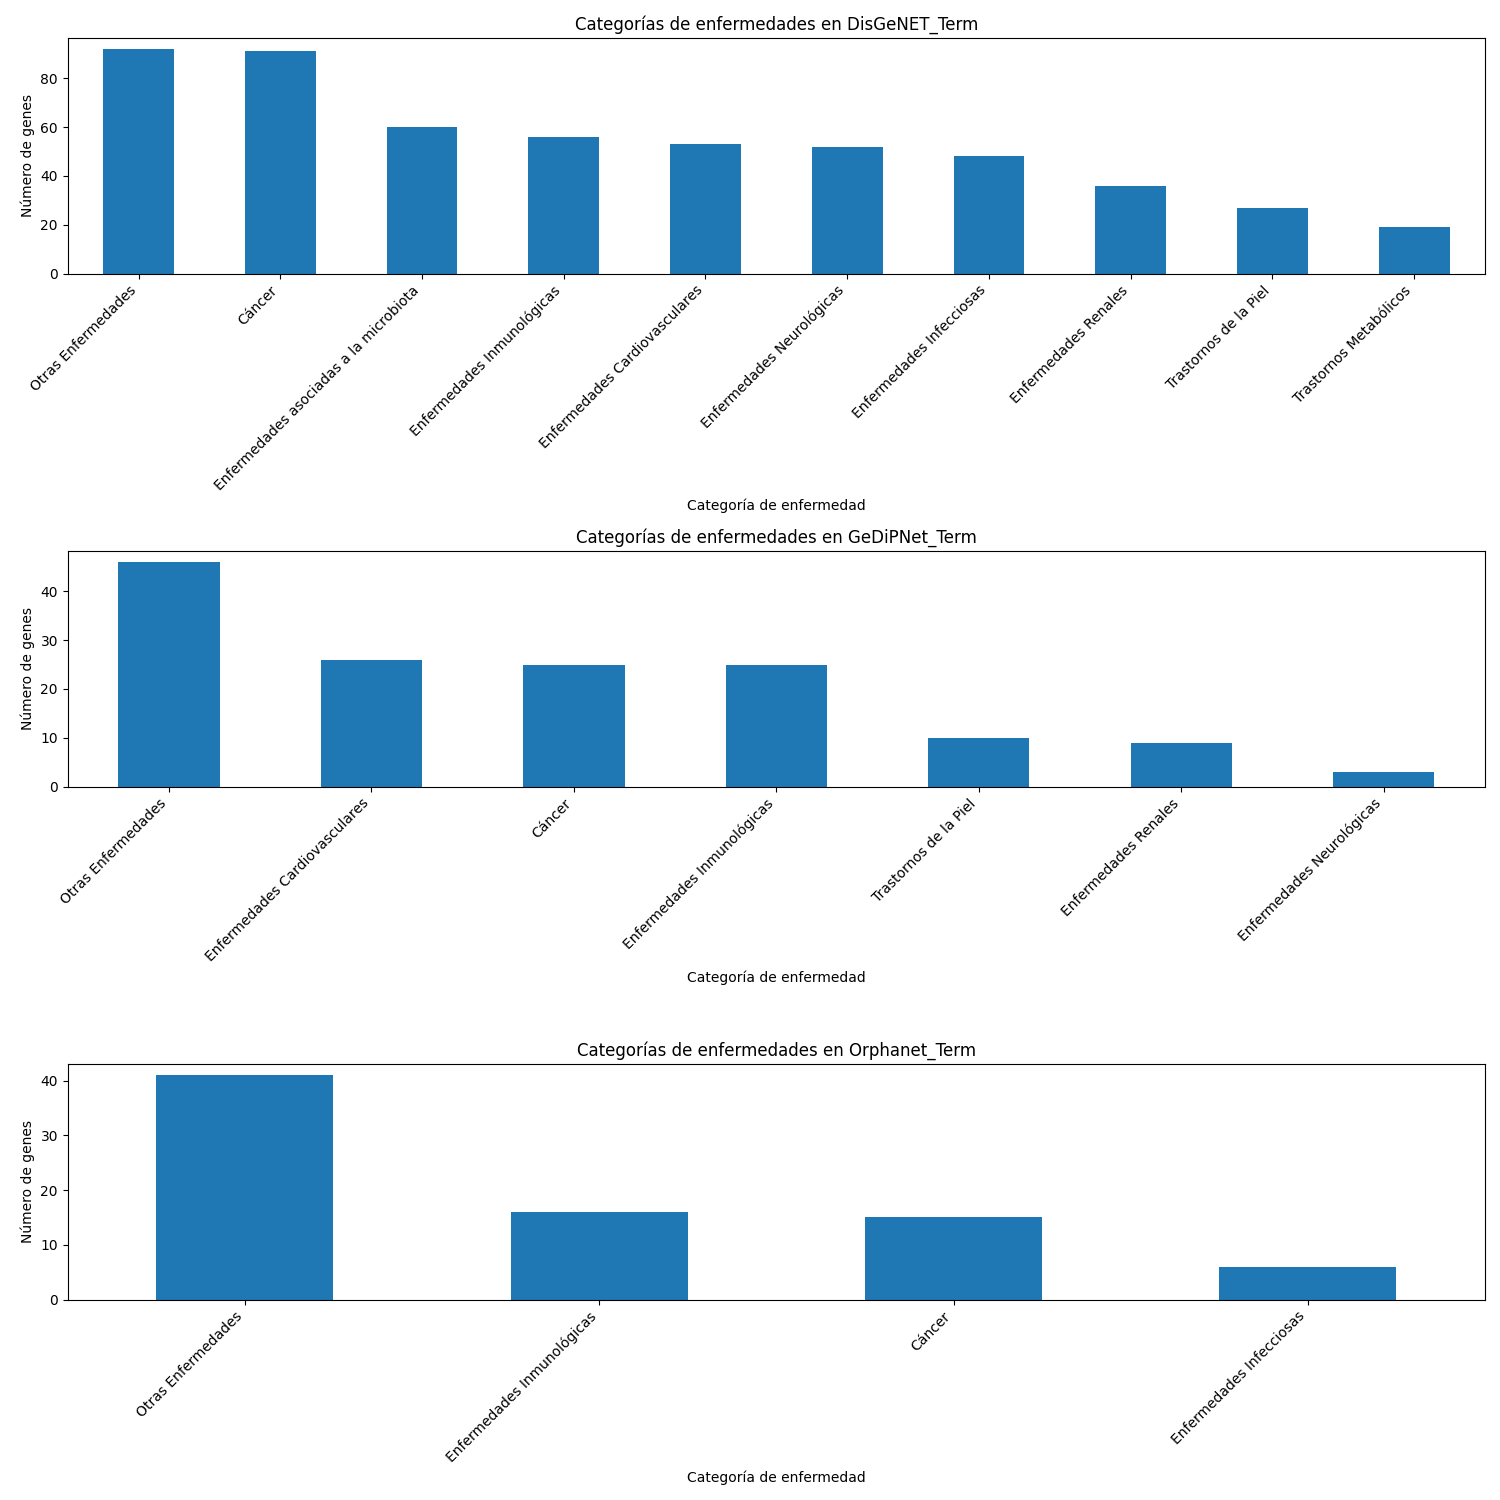 Categorías de enfermedades en DisGeNET_Term
Número de genes
80
60
40
20
0
Otras Enfermedades
Cáncer
Enfermedades asociadas a la microbiota
Enfermedades Inmunológicas
Enfermedades Cardiovasculares
Enfermedades Neurológicas
Enfermedades Infecciosas
Enfermedades Renales
Trastornos de la Piel
Trastornos Metabólicos
Categoría de enfermedad
Categorías de enfermedades en GeDiPNet_Term
Número de genes
40
30
20
10
0
Otras Enfermedades
Enfermedades Cardiovasculares
Cáncer
Enfermedades Inmunológicas
Trastornos de la Piel
Enfermedades Renales
Enfermedades Neurológicas
Categoría de enfermedad
Categorías de enfermedades en Orphanet_Term
Número de genes
40
30
20
10
0
Otras Enfermedades
Enfermedades Inmunológicas
Cáncer
Enfermedades Infecciosas
Categoría de enfermedad